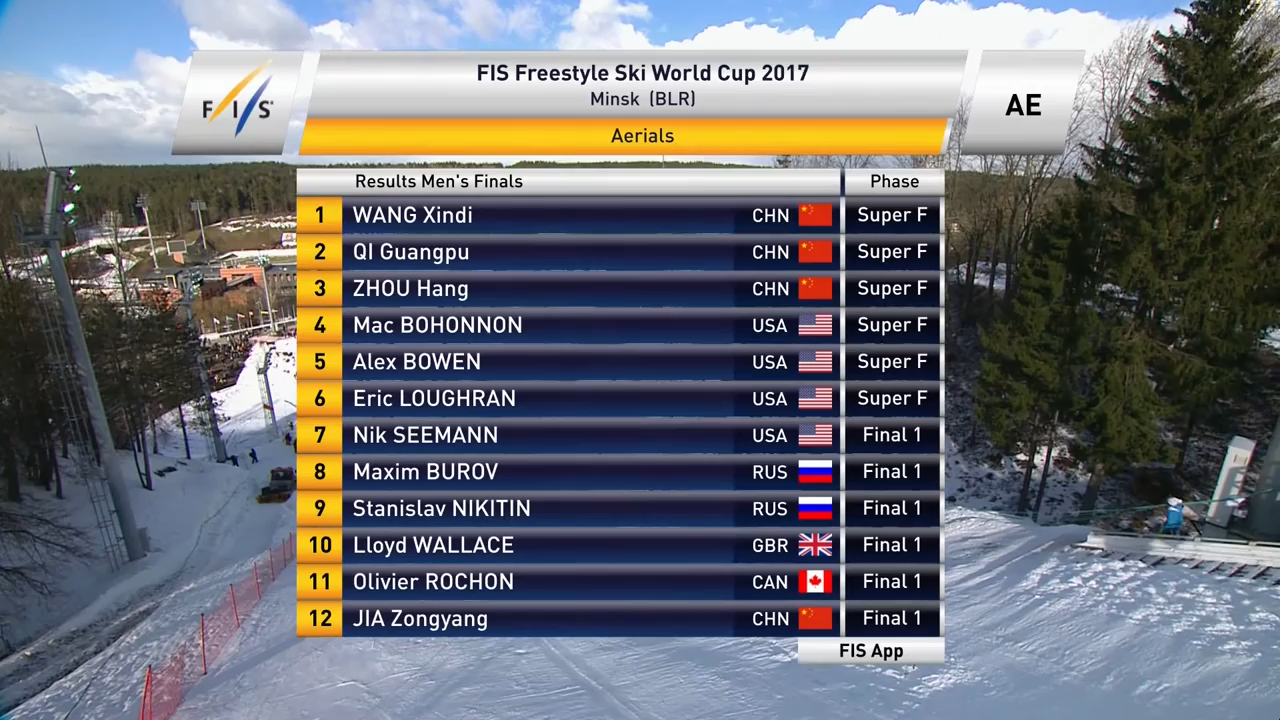 FIS Freestyle Ski World Cup 2017
FIS
Minsk (BLR)
AE
Aerials
Results Men's Finals Phase
1 WANG Xindi CHN Super F
2 QI Guangpu CHN Super F
3 ZHOU Hang CHN Super F
4 Mac BOHONNON USA Super F
5 Alex BOWEN USA Super F
6 Eric LOUGHRAN USA Super F
7 Nik SEEMANN USA Final 1
8 Maxim BUROV RUS Final 1
9 Stanislav NIKITIN RUS Final 1
10 Lloyd WALLACE GBR Final 1
11 Olivier ROCHON CAN Final 1
12 JIA Zongyang CHN Final 1
FIS App